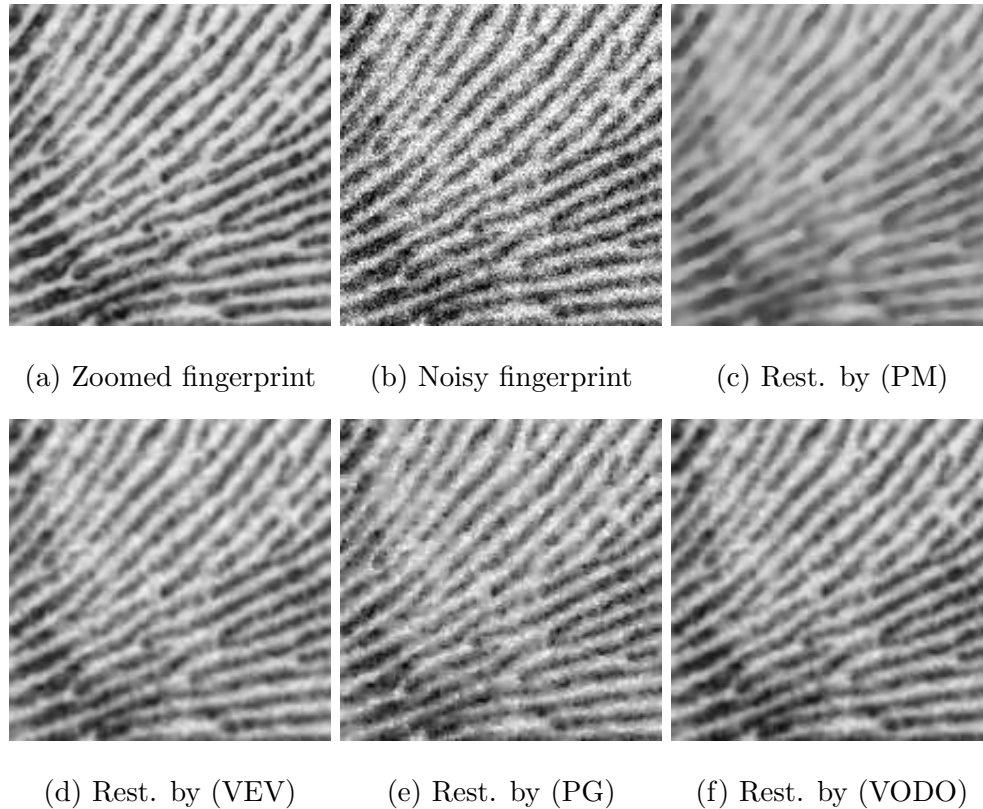 (a) Zoomed fingerprint
(b) Noisy fingerprint
(c) Rest. by (PM)
(d) Rest. by (VEV)
(e) Rest. by (PG)
(f) Rest. by (VODO)